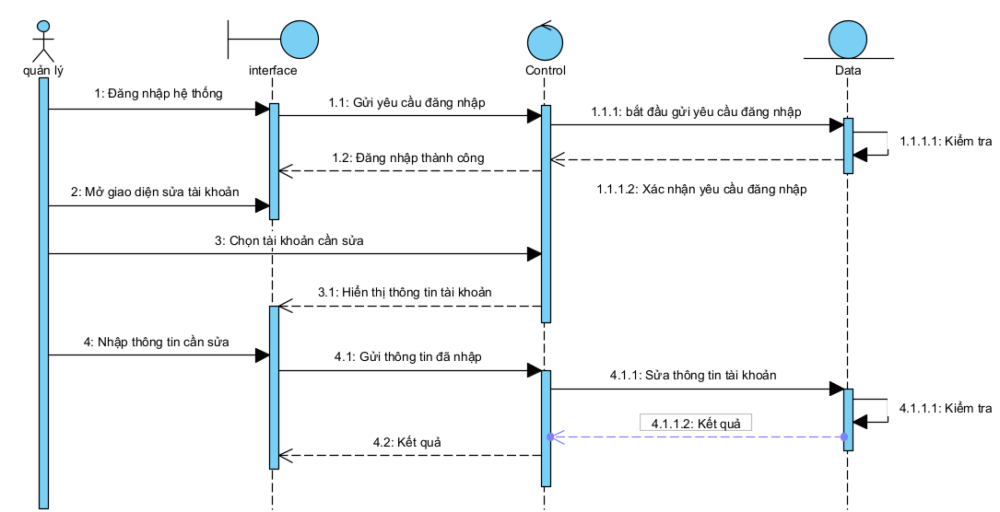 quản lý
interface
Control
Data
1: Đăng nhập hệ thống
1.1: Gửi yêu cầu đăng nhập
1.1.1: bắt đầu gửi yêu cầu đăng nhập
1.1.1.1: Kiểm tra
1.2: Đăng nhập thành công
1.1.1.2: Xác nhận yêu cầu đăng nhập
2: Mở giao diện sửa tài khoản
3: Chọn tài khoản cần sửa
3.1: Hiển thị thông tin tài khoản
4: Nhập thông tin cần sửa
4.1: Gửi thông tin đã nhập
4.1.1: Sửa thông tin tài khoản
4.1.1.1: Kiểm tra
4.1.1.2: Kết quả
4.2: Kết quả